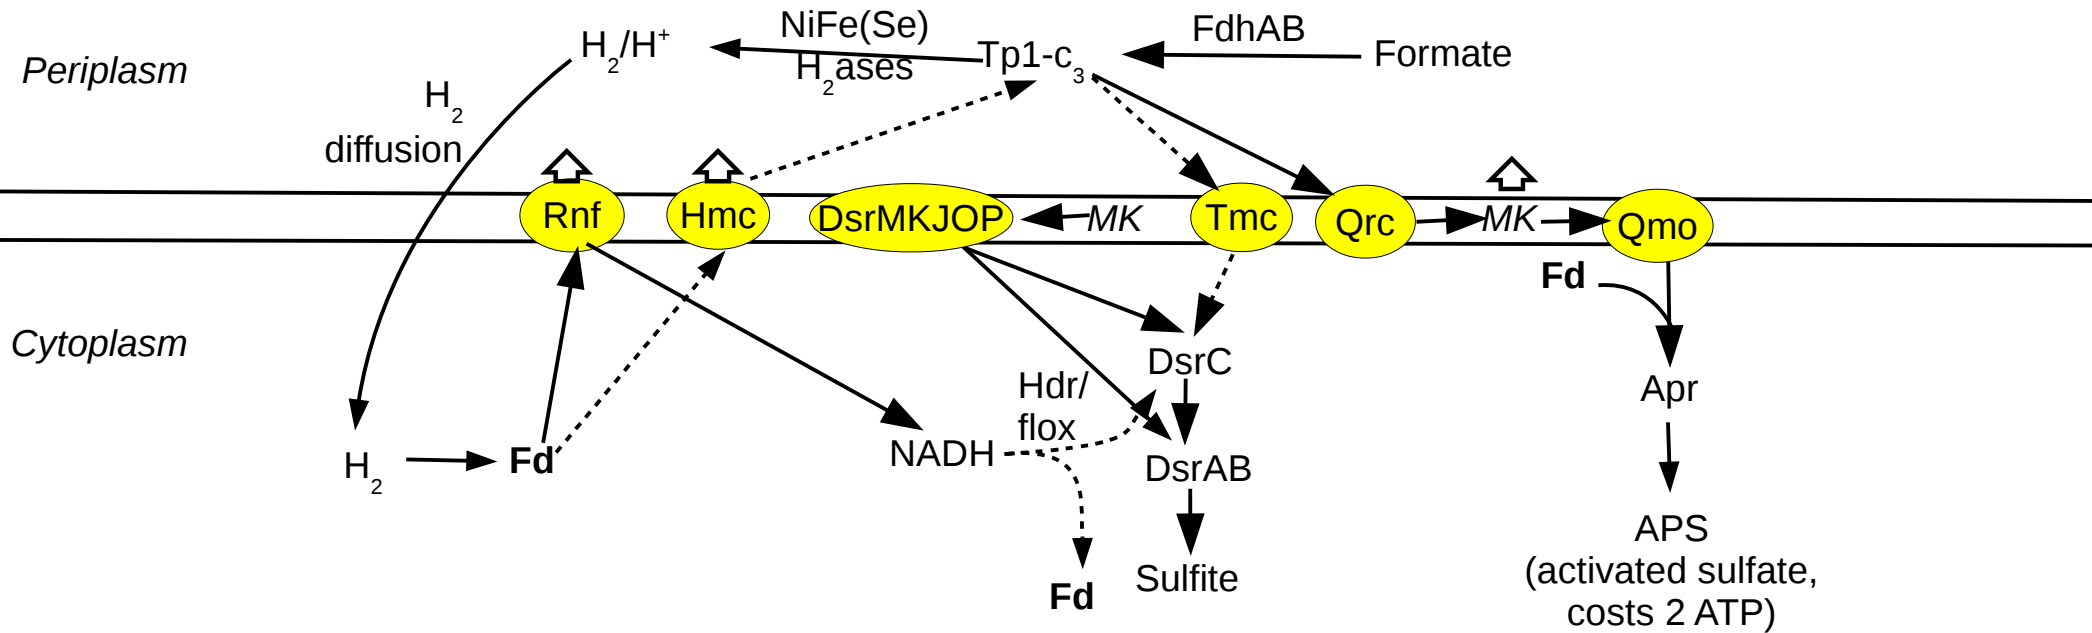 NiFe(Se)
H2ases
FdhAB
H2/H+
Tp1-c3
Formate
Periplasm
H2
diffusion
Rnf
Hmc
DsrMKJOP
MK
Tmc
Qrc
MK
Qmo
Fd
Cytoplasm
DsrC
Hdr/
flox
Apr
H2
Fd
NADH
DsrAB
Fd
Sulfite
APS
(activated sulfate,
costs 2 ATP)